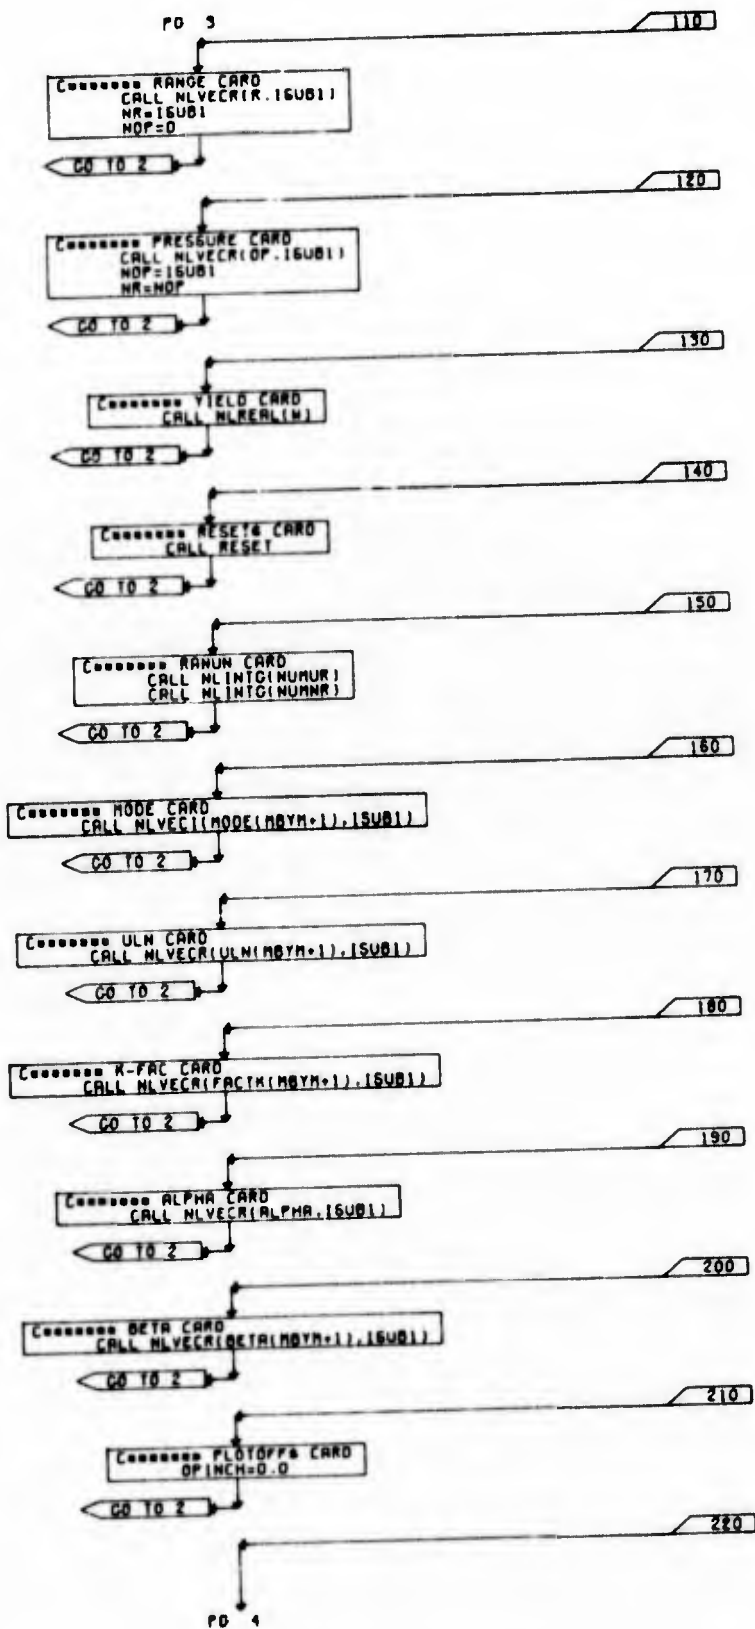 PG 3
110
C******** RANGE CARD
CALL NLVECR(R,ISUB1)
NR=ISUB1
NOP=0
GO TO 2
120
C******** PRESSURE CARD
CALL NLVECR(OP,ISUB1)
NOP=ISUB1
NR=NOP
GO TO 2
130
C******** YIELD CARD
CALL NLREAL(W)
GO TO 2
140
C******** RESET$ CARD
CALL RESET
GO TO 2
150
C******** RANUN CARD
CALL NLINTG(NUMUR)
CALL NLINTG(NUMNR)
GO TO 2
160
C******** MODE CARD
CALL NLVECI(MODE(MBYM+1),ISUB1)
GO TO 2
170
C******** ULN CARD
CALL NLVECR(ULN(MBYM+1),ISUB1)
GO TO 2
180
C******** K-FAC CARD
CALL NLVECR(FACTK(MBYM+1),ISUB1)
GO TO 2
190
C******** ALPHA CARD
CALL NLVECR(ALPHA,ISUB1)
GO TO 2
200
C******** BETA CARD
CALL NLVECR(BETA(MBYM+1),ISUB1)
GO TO 2
210
C******** PLOTOFF$ CARD
OPINCH=0.0
GO TO 2
220
PG 4